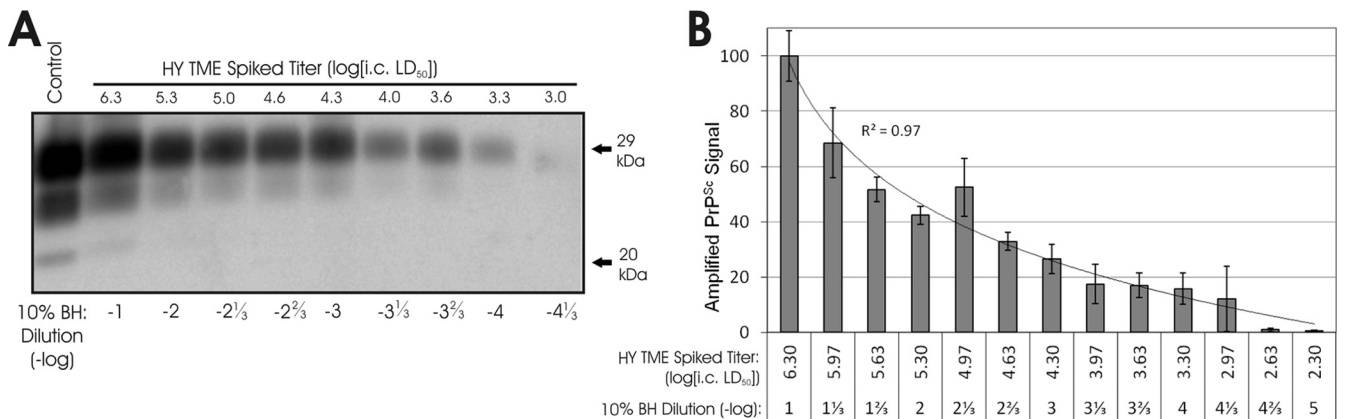 A
Control
HY TME Spiked Titer (log[i.c. LD₅₀])
6.3 5.3 5.0 4.6 4.3 4.0 3.6 3.3 3.0
29
kDa
20
kDa
10% BH: -1 -2 -2⅓ -2⅔ -3 -3⅓ -3⅔ -4 -4⅓
Dilution
(-log)
B
Amplified PrPˢᶜ Signal
100
80
60
40
20
0
R² = 0.97
HY TME Spiked Titer:
(log[i.c. LD₅₀])
6.30 5.97 5.63 5.30 4.97 4.63 4.30 3.97 3.63 3.30 2.97 2.63 2.30
10% BH Dilution (-log): 1 1⅓ 1⅔ 2 2⅓ 2⅔ 3 3⅓ 3⅔ 4 4⅓ 4⅔ 5